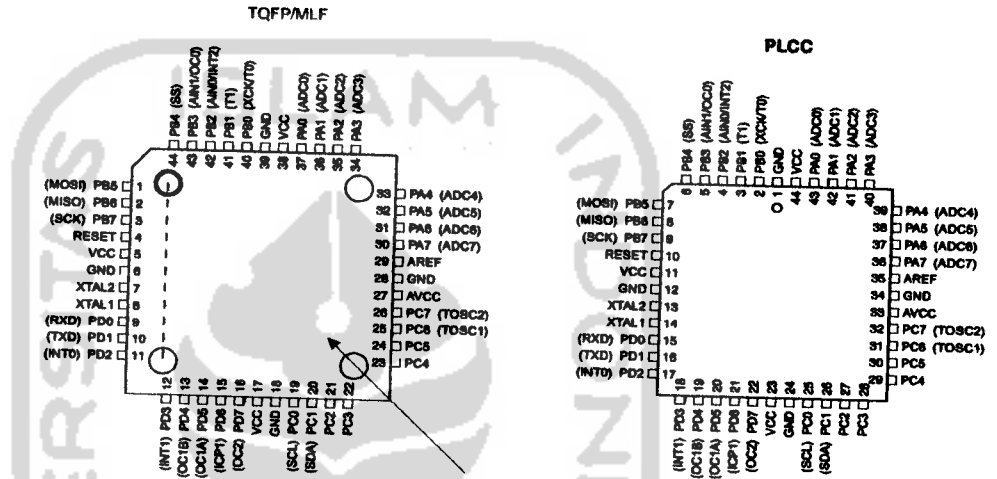 TQFP/MLF
PB4 (SS)
PB3 (AIN1/OC0)
PB2 (AIN0/INT2)
PB1 (T1)
PB0 (XCK/T0)
GND
VCC
PA0 (ADC0)
PA1 (ADC1)
PA2 (ADC2)
PA3 (ADC3)
44 43 42 41 40 39 38 37 36 35 34
(MOSI) PB5 1
(MISO) PB6 2
(SCK) PB7 3
RESET 4
VCC 5
GND 6
XTAL2 7
XTAL1 8
(RXD) PD0 9
(TXD) PD1 10
(INT0) PD2 11
33 PA4 (ADC4)
32 PA5 (ADC5)
31 PA6 (ADC6)
30 PA7 (ADC7)
29 AREF
28 GND
27 AVCC
26 PC7 (TOSC2)
25 PC6 (TOSC1)
24 PC5
23 PC4
12 13 14 15 16 17 18 19 20 21 22
(INT1) PD3
(OC1B) PD4
(OC1A) PD5
(ICP1) PD6
(OC2) PD7
VCC
GND
(SCL) PC0
(SDA) PC1
PC2
PC3
PLCC
PB4 (SS)
PB3 (AIN1/OC0)
PB2 (AIN0/INT2)
PB1 (T1)
PB0 (XCK/T0)
GND
VCC
PA0 (ADC0)
PA1 (ADC1)
PA2 (ADC2)
PA3 (ADC3)
6 5 4 3 2 1 44 43 42 41 40
(MOSI) PB5 7
(MISO) PB6 8
(SCK) PB7 9
RESET 10
VCC 11
GND 12
XTAL2 13
XTAL1 14
(RXD) PD0 15
(TXD) PD1 16
(INT0) PD2 17
39 PA4 (ADC4)
38 PA5 (ADC5)
37 PA6 (ADC6)
36 PA7 (ADC7)
35 AREF
34 GND
33 AVCC
32 PC7 (TOSC2)
31 PC6 (TOSC1)
30 PC5
29 PC4
18 19 20 21 22 23 24 25 26 27 28
(INT1) PD3
(OC1B) PD4
(OC1A) PD5
(ICP1) PD6
(OC2) PD7
VCC
GND
(SCL) PC0
(SDA) PC1
PC2
PC3
ISLAM